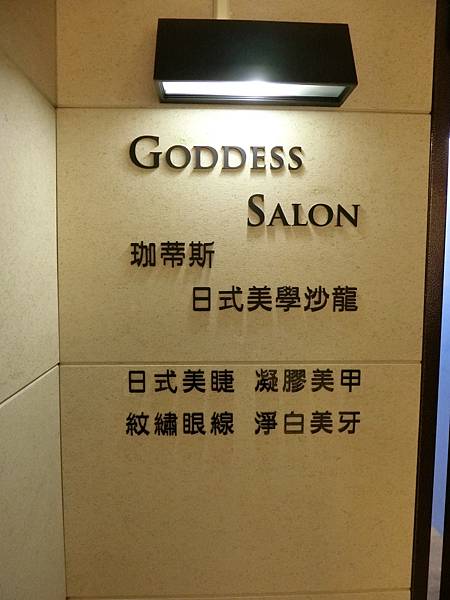 GODDESS
SALON
珈蒂斯
日式美學沙龍
日式美睫 凝膠美甲
紋繡眼線 淨白美牙